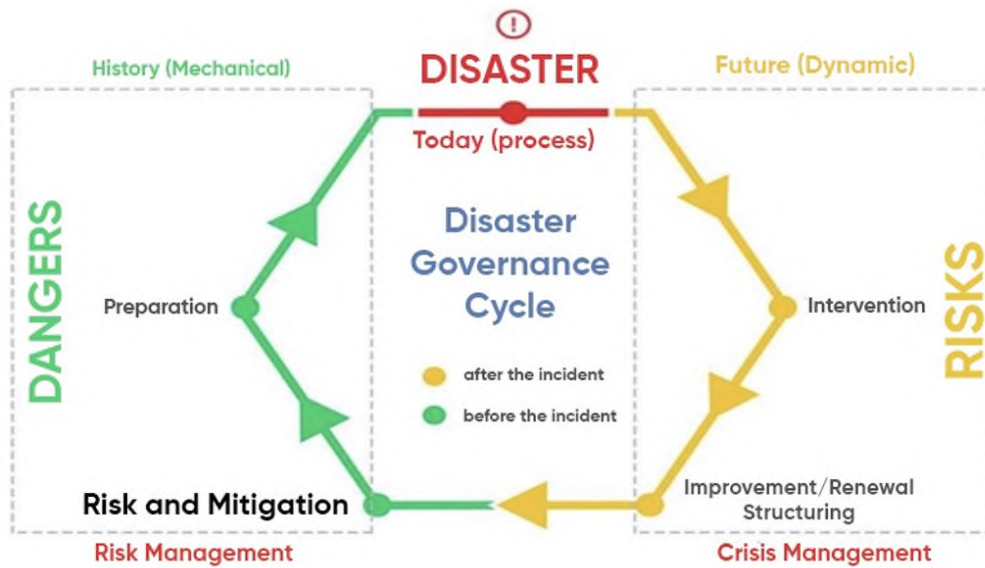 DISASTER
History (Mechanical)
Future (Dynamic)
Today (process)
DANGERS
RISKS
Disaster
Governance
Cycle
Preparation
Intervention
after the incident
before the incident
Risk and Mitigation
Improvement/Renewal
Structuring
Risk Management
Crisis Management